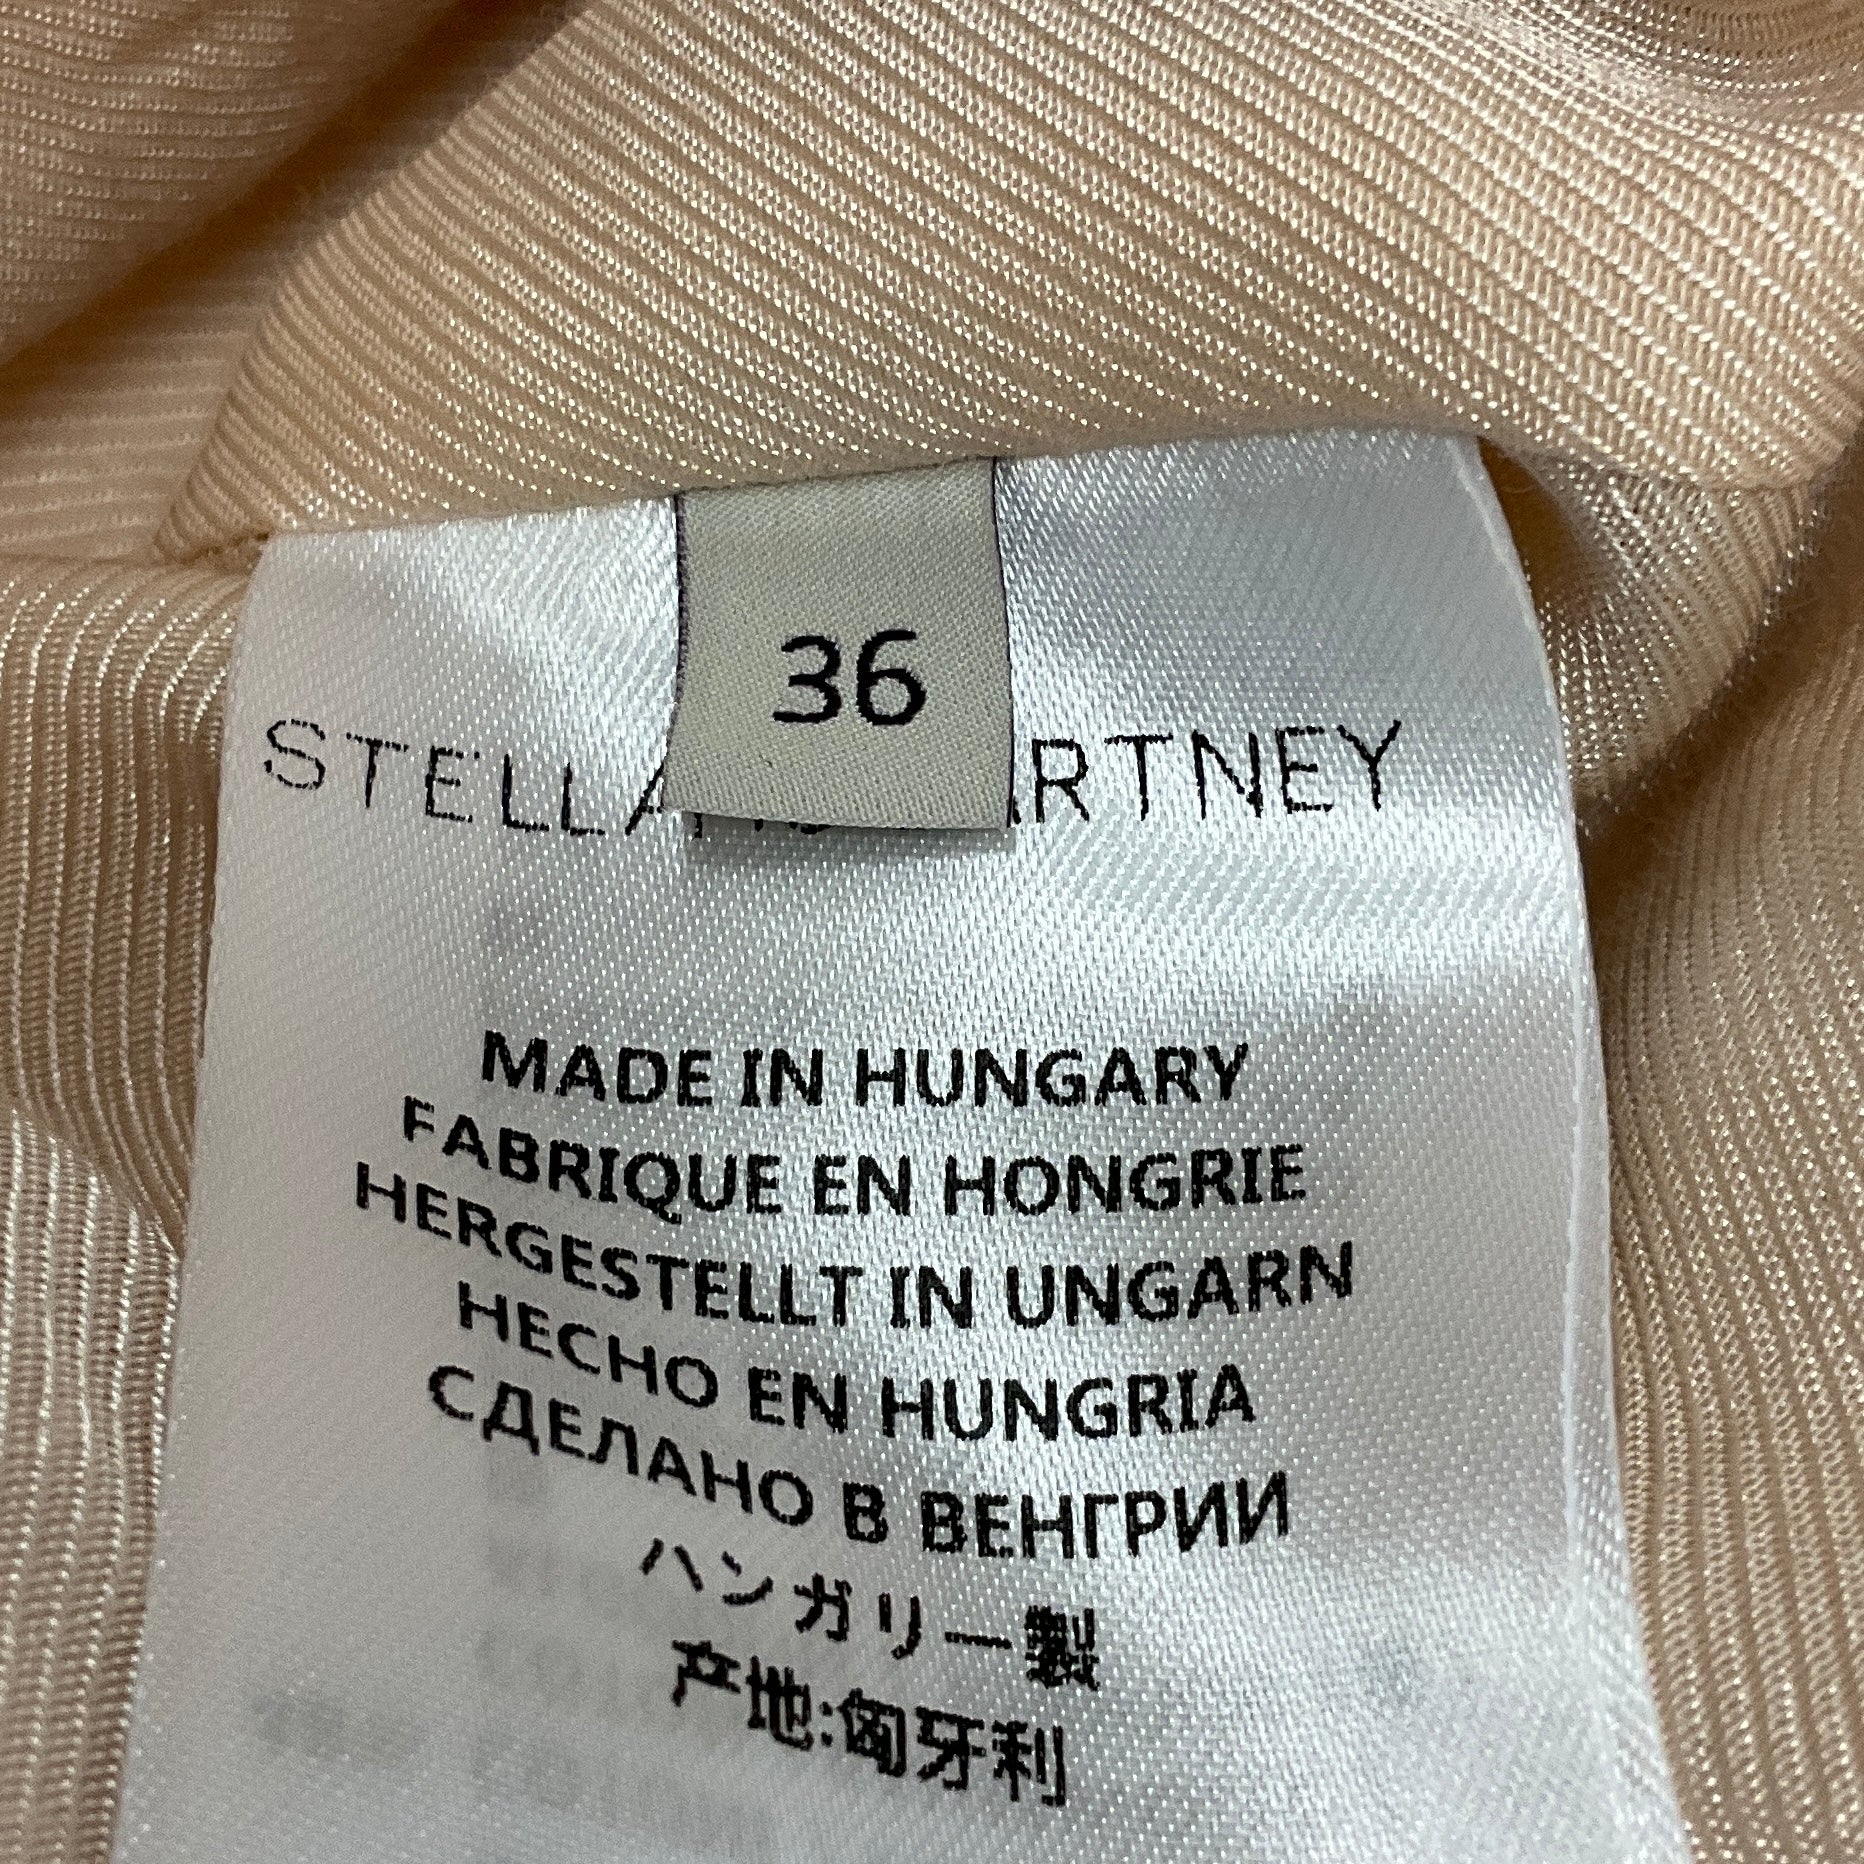 36
STELLA McCARTNEY
MADE IN HUNGARY
FABRIQUE EN HONGRIE
HERGESTELLT IN UNGARN
HECHO EN HUNGRIA
СДЕЛАНО В ВЕНГРИИ
ハンガリー製
产地:匈牙利